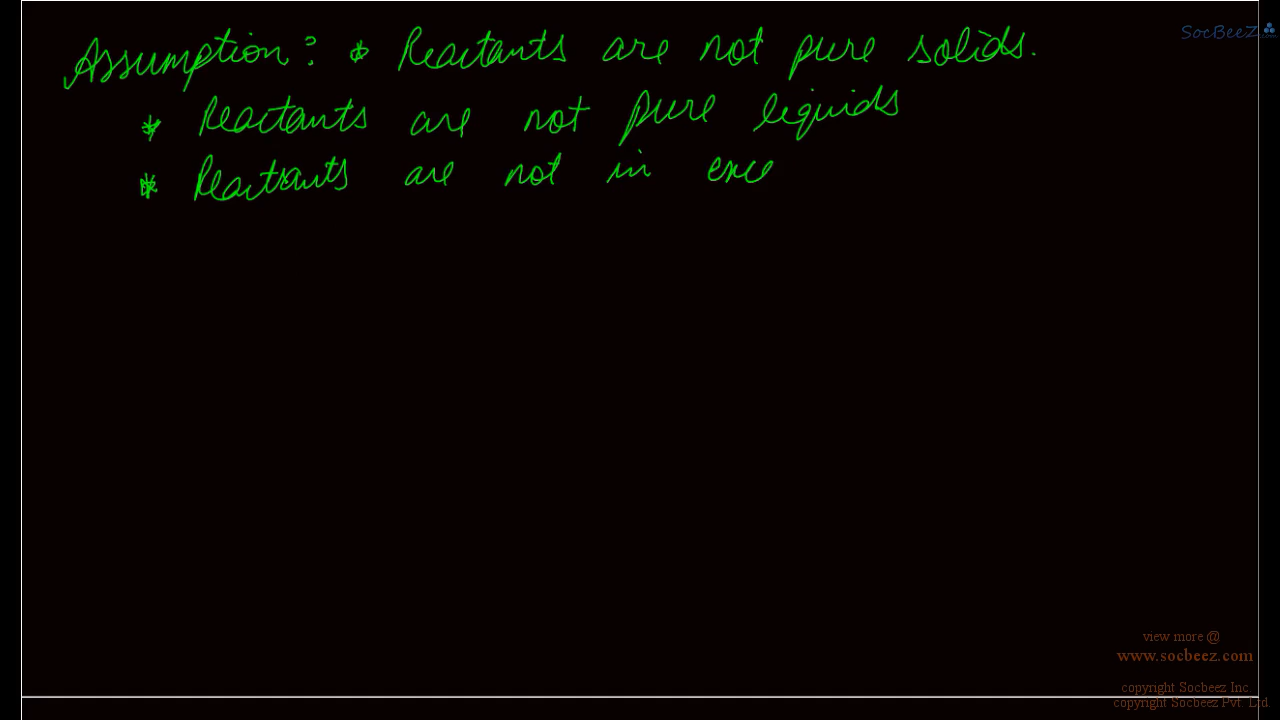 Assumption : * Reactants are not pure solids.
* Reactants are not pure liquids
* Reactants are not in exce
SocBeeZ.com
view more @
www.socbeez.com
copyright Socbeez Inc.
copyright Socbeez Pvt. Ltd.